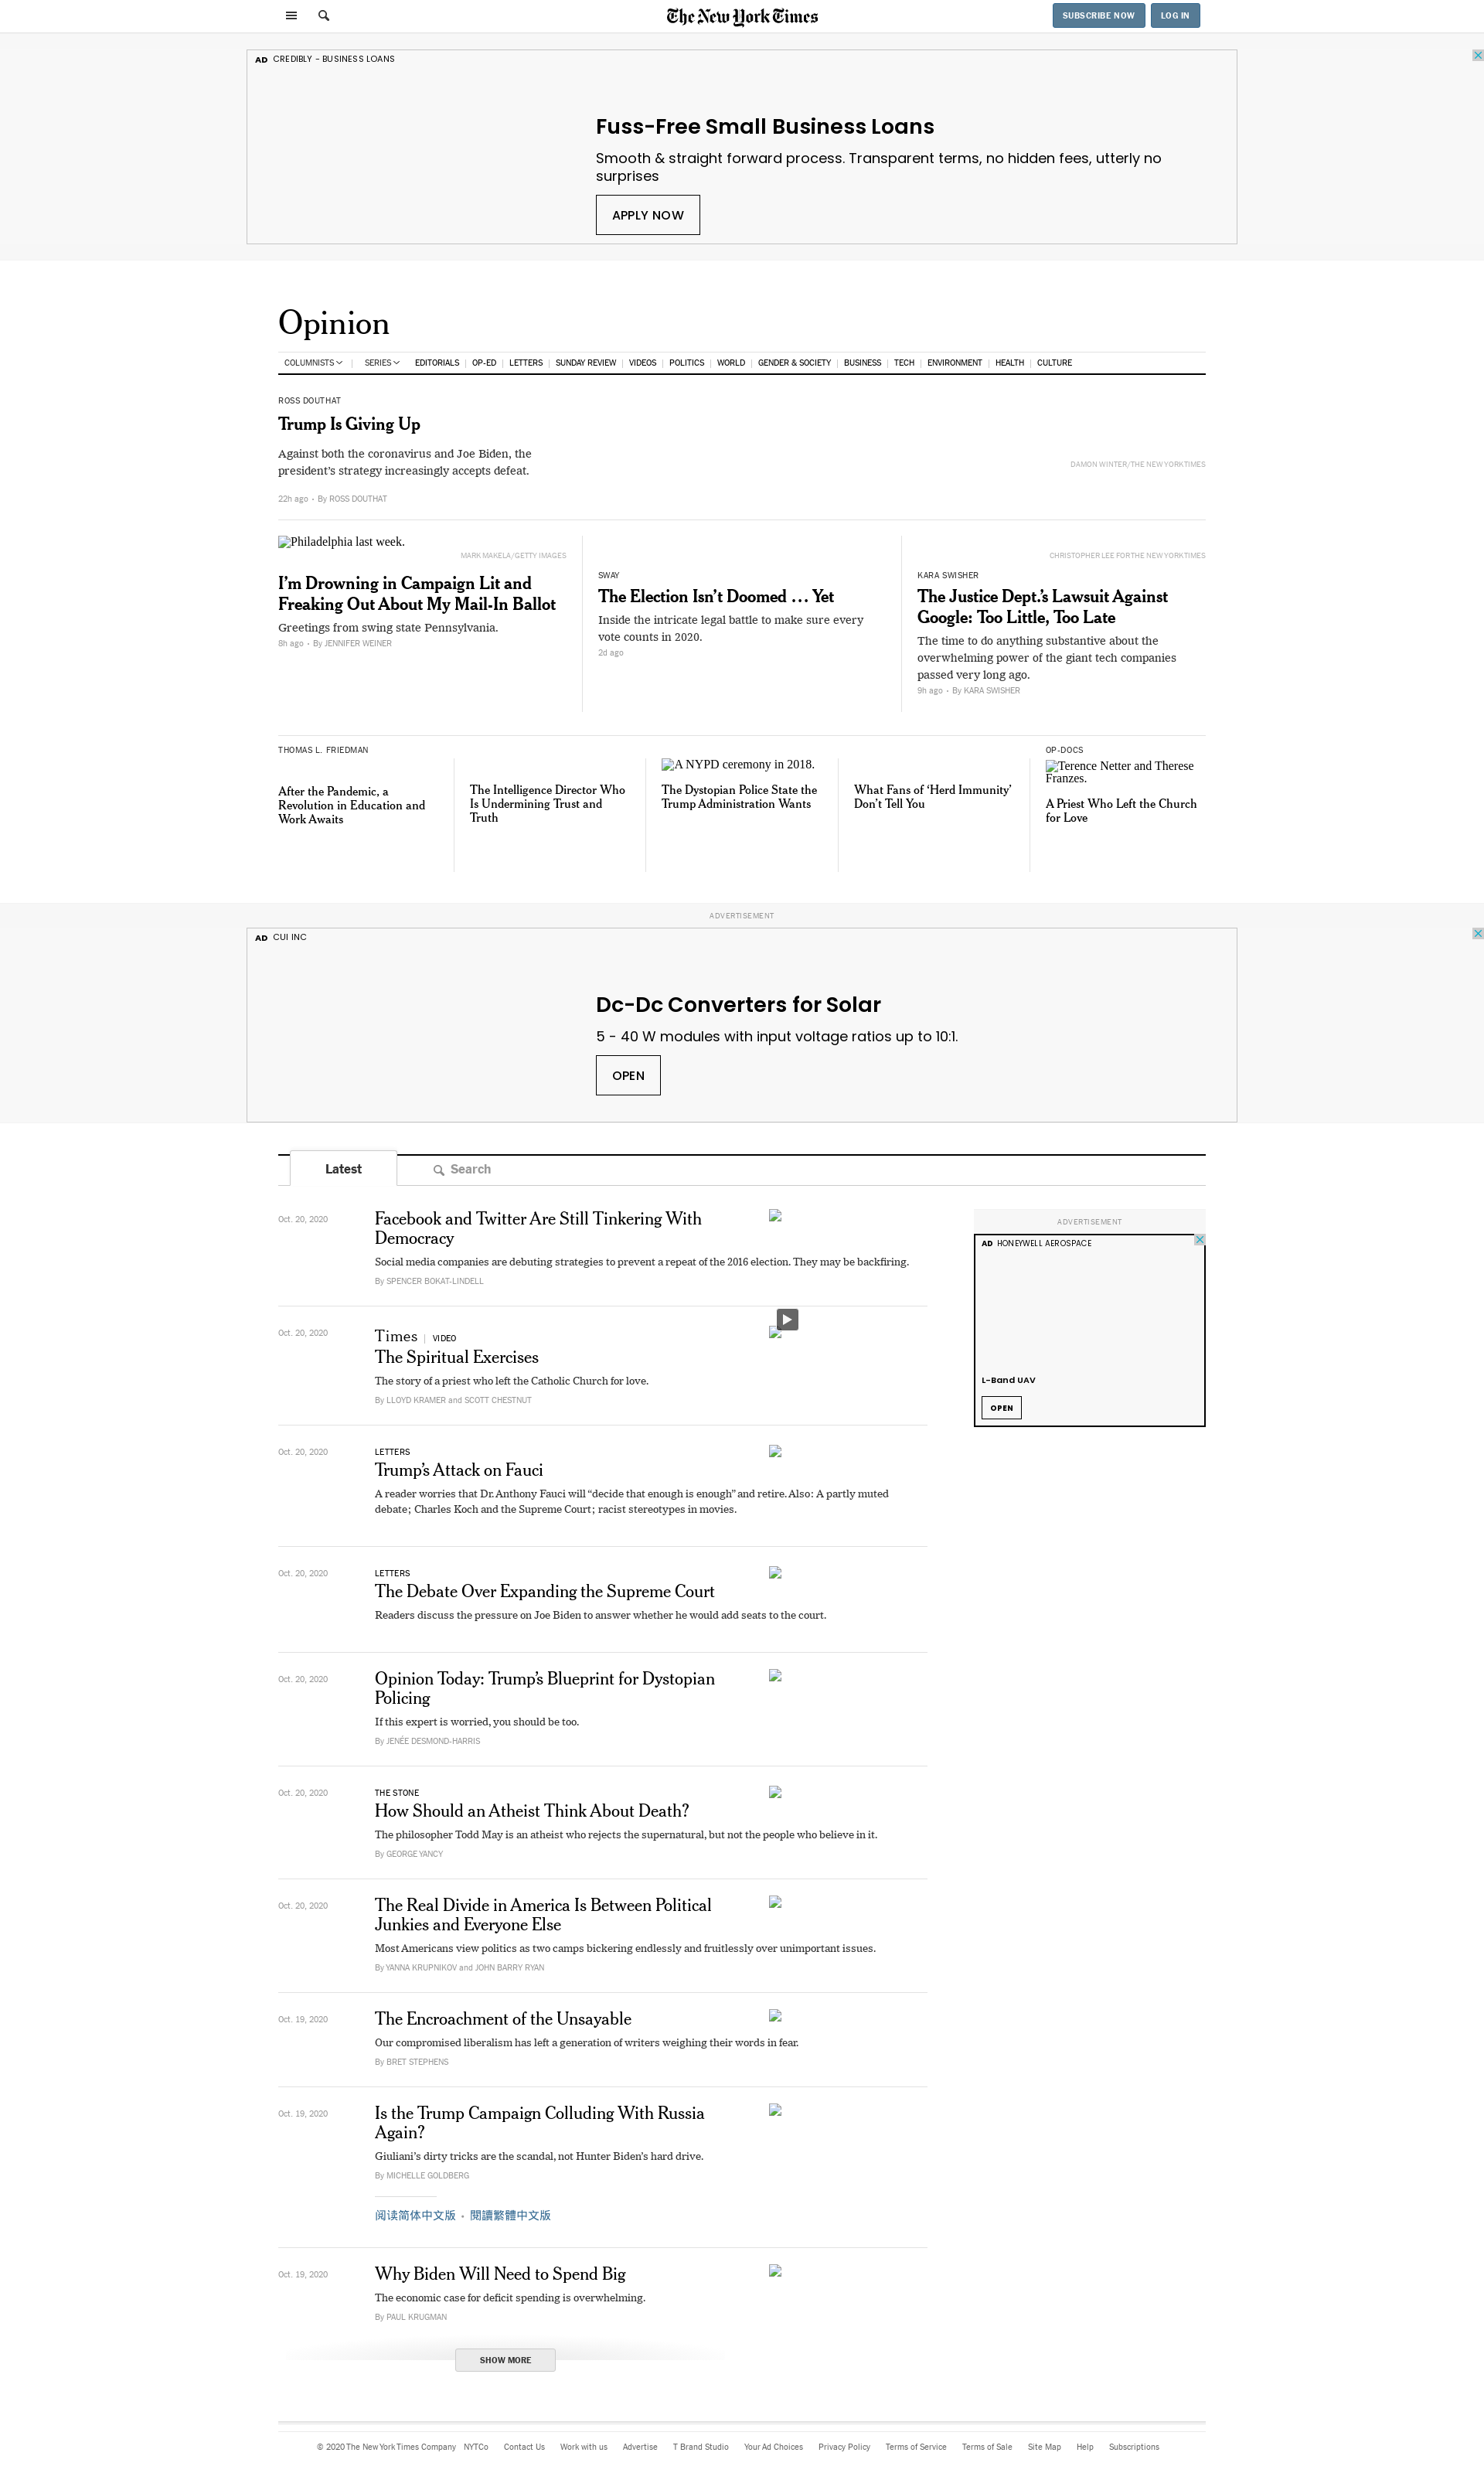 The New York Times
SUBSCRIBE NOW
LOG IN
AD CREDIBLY - BUSINESS LOANS
Fuss-Free Small Business Loans
Smooth & straight forward process. Transparent terms, no hidden fees, utterly no
surprises
APPLY NOW
Opinion
COLUMNISTS | SERIES EDITORIALS | OP-ED | LETTERS | SUNDAY REVIEW | VIDEOS | POLITICS | WORLD | GENDER & SOCIETY | BUSINESS | TECH | ENVIRONMENT | HEALTH | CULTURE
ROSS DOUTHAT
Trump Is Giving Up
Against both the coronavirus and Joe Biden, the
president’s strategy increasingly accepts defeat.
22h ago • By ROSS DOUTHAT
DAMON WINTER/THE NEW YORK TIMES
Philadelphia last week.
MARK MAKELA/GETTY IMAGES
I’m Drowning in Campaign Lit and
Freaking Out About My Mail-In Ballot
Greetings from swing state Pennsylvania.
8h ago • By JENNIFER WEINER
SWAY
The Election Isn’t Doomed … Yet
Inside the intricate legal battle to make sure every
vote counts in 2020.
2d ago
CHRISTOPHER LEE FOR THE NEW YORK TIMES
KARA SWISHER
The Justice Dept.’s Lawsuit Against
Google: Too Little, Too Late
The time to do anything substantive about the
overwhelming power of the giant tech companies
passed very long ago.
9h ago • By KARA SWISHER
THOMAS L. FRIEDMAN
After the Pandemic, a
Revolution in Education and
Work Awaits
The Intelligence Director Who
Is Undermining Trust and
Truth
A NYPD ceremony in 2018.
The Dystopian Police State the
Trump Administration Wants
What Fans of ‘Herd Immunity’
Don’t Tell You
OP-DOCS
Terence Netter and Therese
Franzes.
A Priest Who Left the Church
for Love
ADVERTISEMENT
AD CUI INC
Dc-Dc Converters for Solar
5 - 40 W modules with input voltage ratios up to 10:1.
OPEN
Latest
Search
Oct. 20, 2020
Facebook and Twitter Are Still Tinkering With
Democracy
Social media companies are debuting strategies to prevent a repeat of the 2016 election. They may be backfiring.
By SPENCER BOKAT-LINDELL
Oct. 20, 2020
Times | VIDEO
The Spiritual Exercises
The story of a priest who left the Catholic Church for love.
By LLOYD KRAMER and SCOTT CHESTNUT
Oct. 20, 2020
LETTERS
Trump’s Attack on Fauci
A reader worries that Dr. Anthony Fauci will “decide that enough is enough” and retire. Also: A partly muted
debate; Charles Koch and the Supreme Court; racist stereotypes in movies.
Oct. 20, 2020
LETTERS
The Debate Over Expanding the Supreme Court
Readers discuss the pressure on Joe Biden to answer whether he would add seats to the court.
Oct. 20, 2020
Opinion Today: Trump’s Blueprint for Dystopian
Policing
If this expert is worried, you should be too.
By JENÉE DESMOND-HARRIS
Oct. 20, 2020
THE STONE
How Should an Atheist Think About Death?
The philosopher Todd May is an atheist who rejects the supernatural, but not the people who believe in it.
By GEORGE YANCY
Oct. 20, 2020
The Real Divide in America Is Between Political
Junkies and Everyone Else
Most Americans view politics as two camps bickering endlessly and fruitlessly over unimportant issues.
By YANNA KRUPNIKOV and JOHN BARRY RYAN
Oct. 19, 2020
The Encroachment of the Unsayable
Our compromised liberalism has left a generation of writers weighing their words in fear.
By BRET STEPHENS
Oct. 19, 2020
Is the Trump Campaign Colluding With Russia
Again?
Giuliani’s dirty tricks are the scandal, not Hunter Biden’s hard drive.
By MICHELLE GOLDBERG
阅读简体中文版 • 閱讀繁體中文版
Oct. 19, 2020
Why Biden Will Need to Spend Big
The economic case for deficit spending is overwhelming.
By PAUL KRUGMAN
SHOW MORE
ADVERTISEMENT
AD HONEYWELL AEROSPACE
L-Band UAV
OPEN
© 2020 The New York Times Company NYTCo Contact Us Work with us Advertise T Brand Studio Your Ad Choices Privacy Policy Terms of Service Terms of Sale Site Map Help Subscriptions